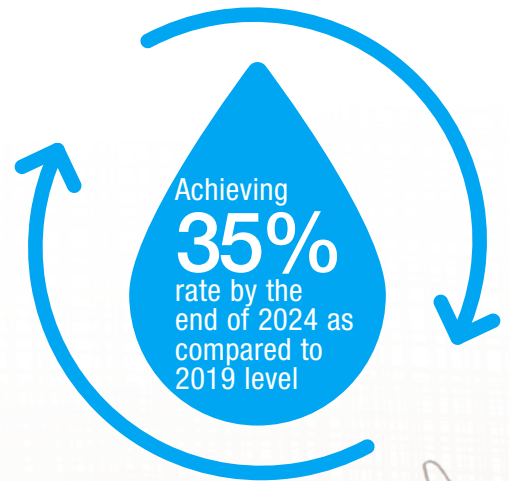 Achieving
35%
rate by the
end of 2024 as
compared to
2019 level